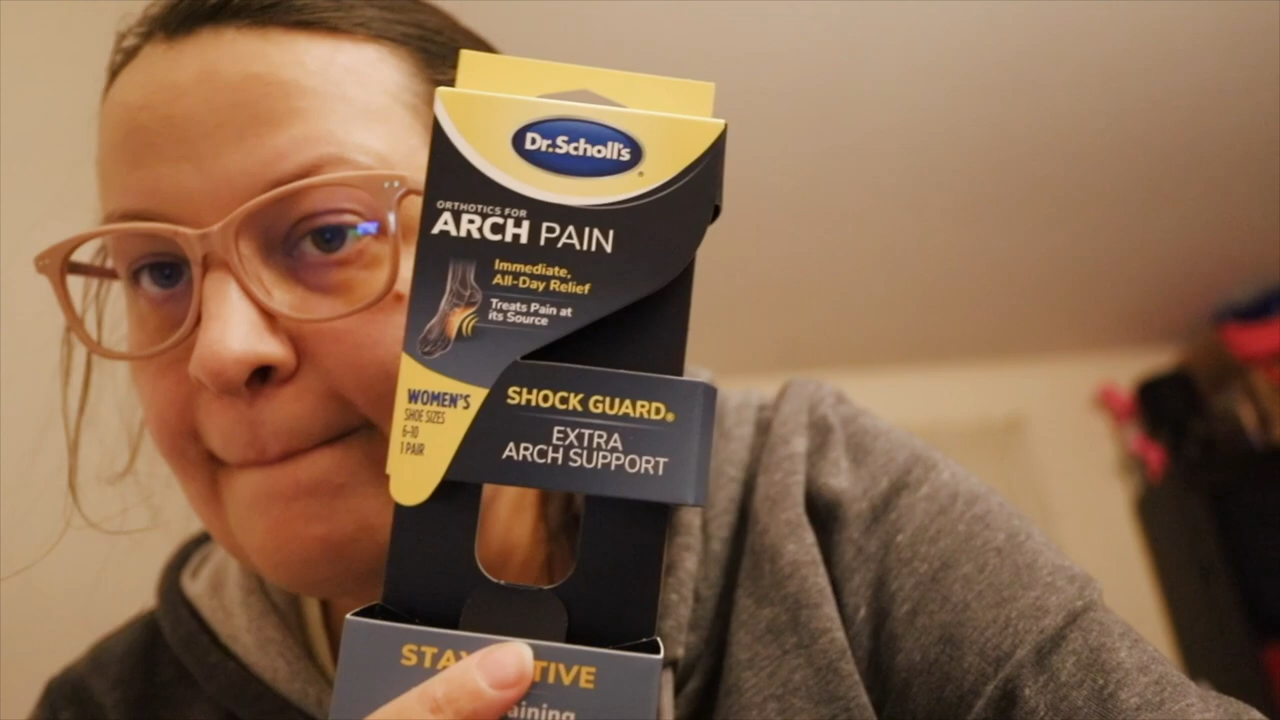 Dr.Scholl's®
ORTHOTICS FOR
ARCH PAIN
Immediate,
All-Day Relief
Treats Pain at
its Source
WOMEN'S
SHOE SIZES
6-10
1 PAIR
SHOCK GUARD®
EXTRA
ARCH SUPPORT